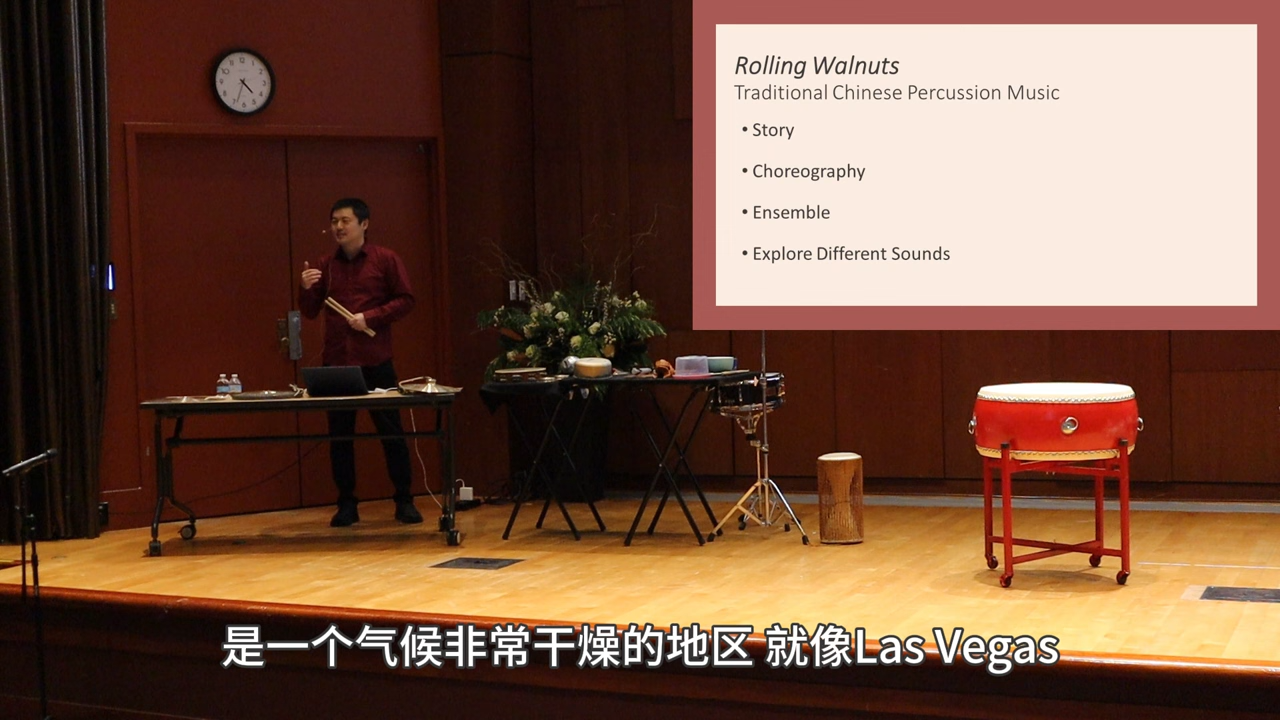 Rolling Walnuts
Traditional Chinese Percussion Music
• Story
• Choreography
• Ensemble
• Explore Different Sounds
是一个气候非常干燥的地区 就像Las Vegas